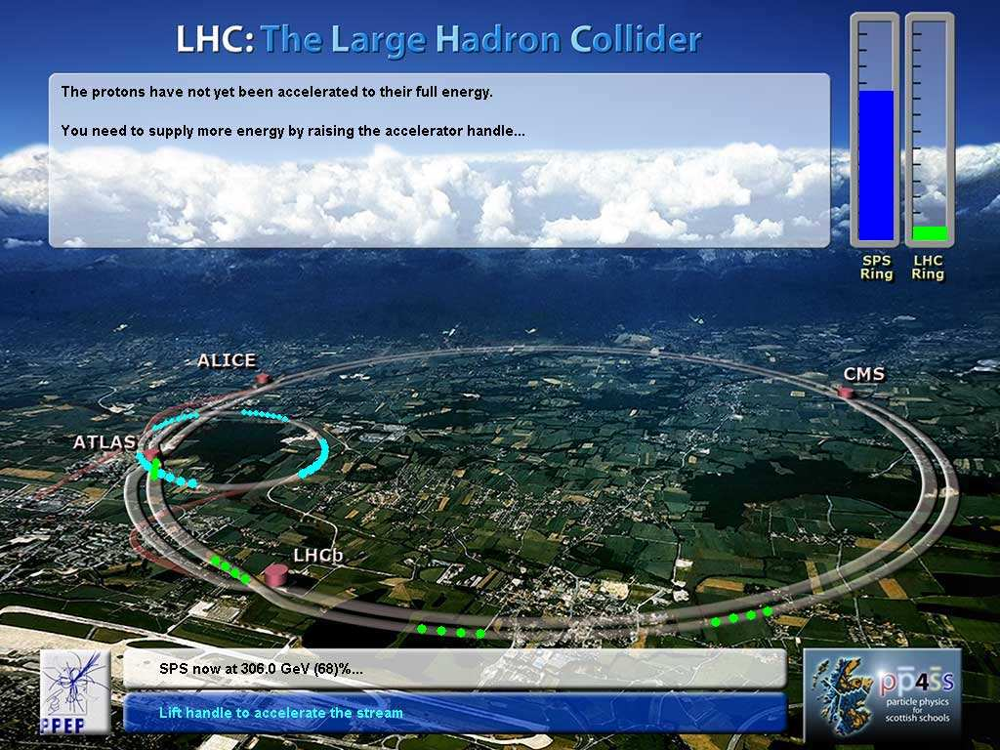 LHC: The Large Hadron Collider
The protons have not yet been accelerated to their full energy.
You need to supply more energy by raising the accelerator handle...
SPS
Ring
LHC
Ring
ALICE
CMS
ATLAS
LHCb
SPS now at 306.0 GeV (68)%...
Lift handle to accelerate the stream
PPEP
pp4ss
particle physics
for
scottish schools